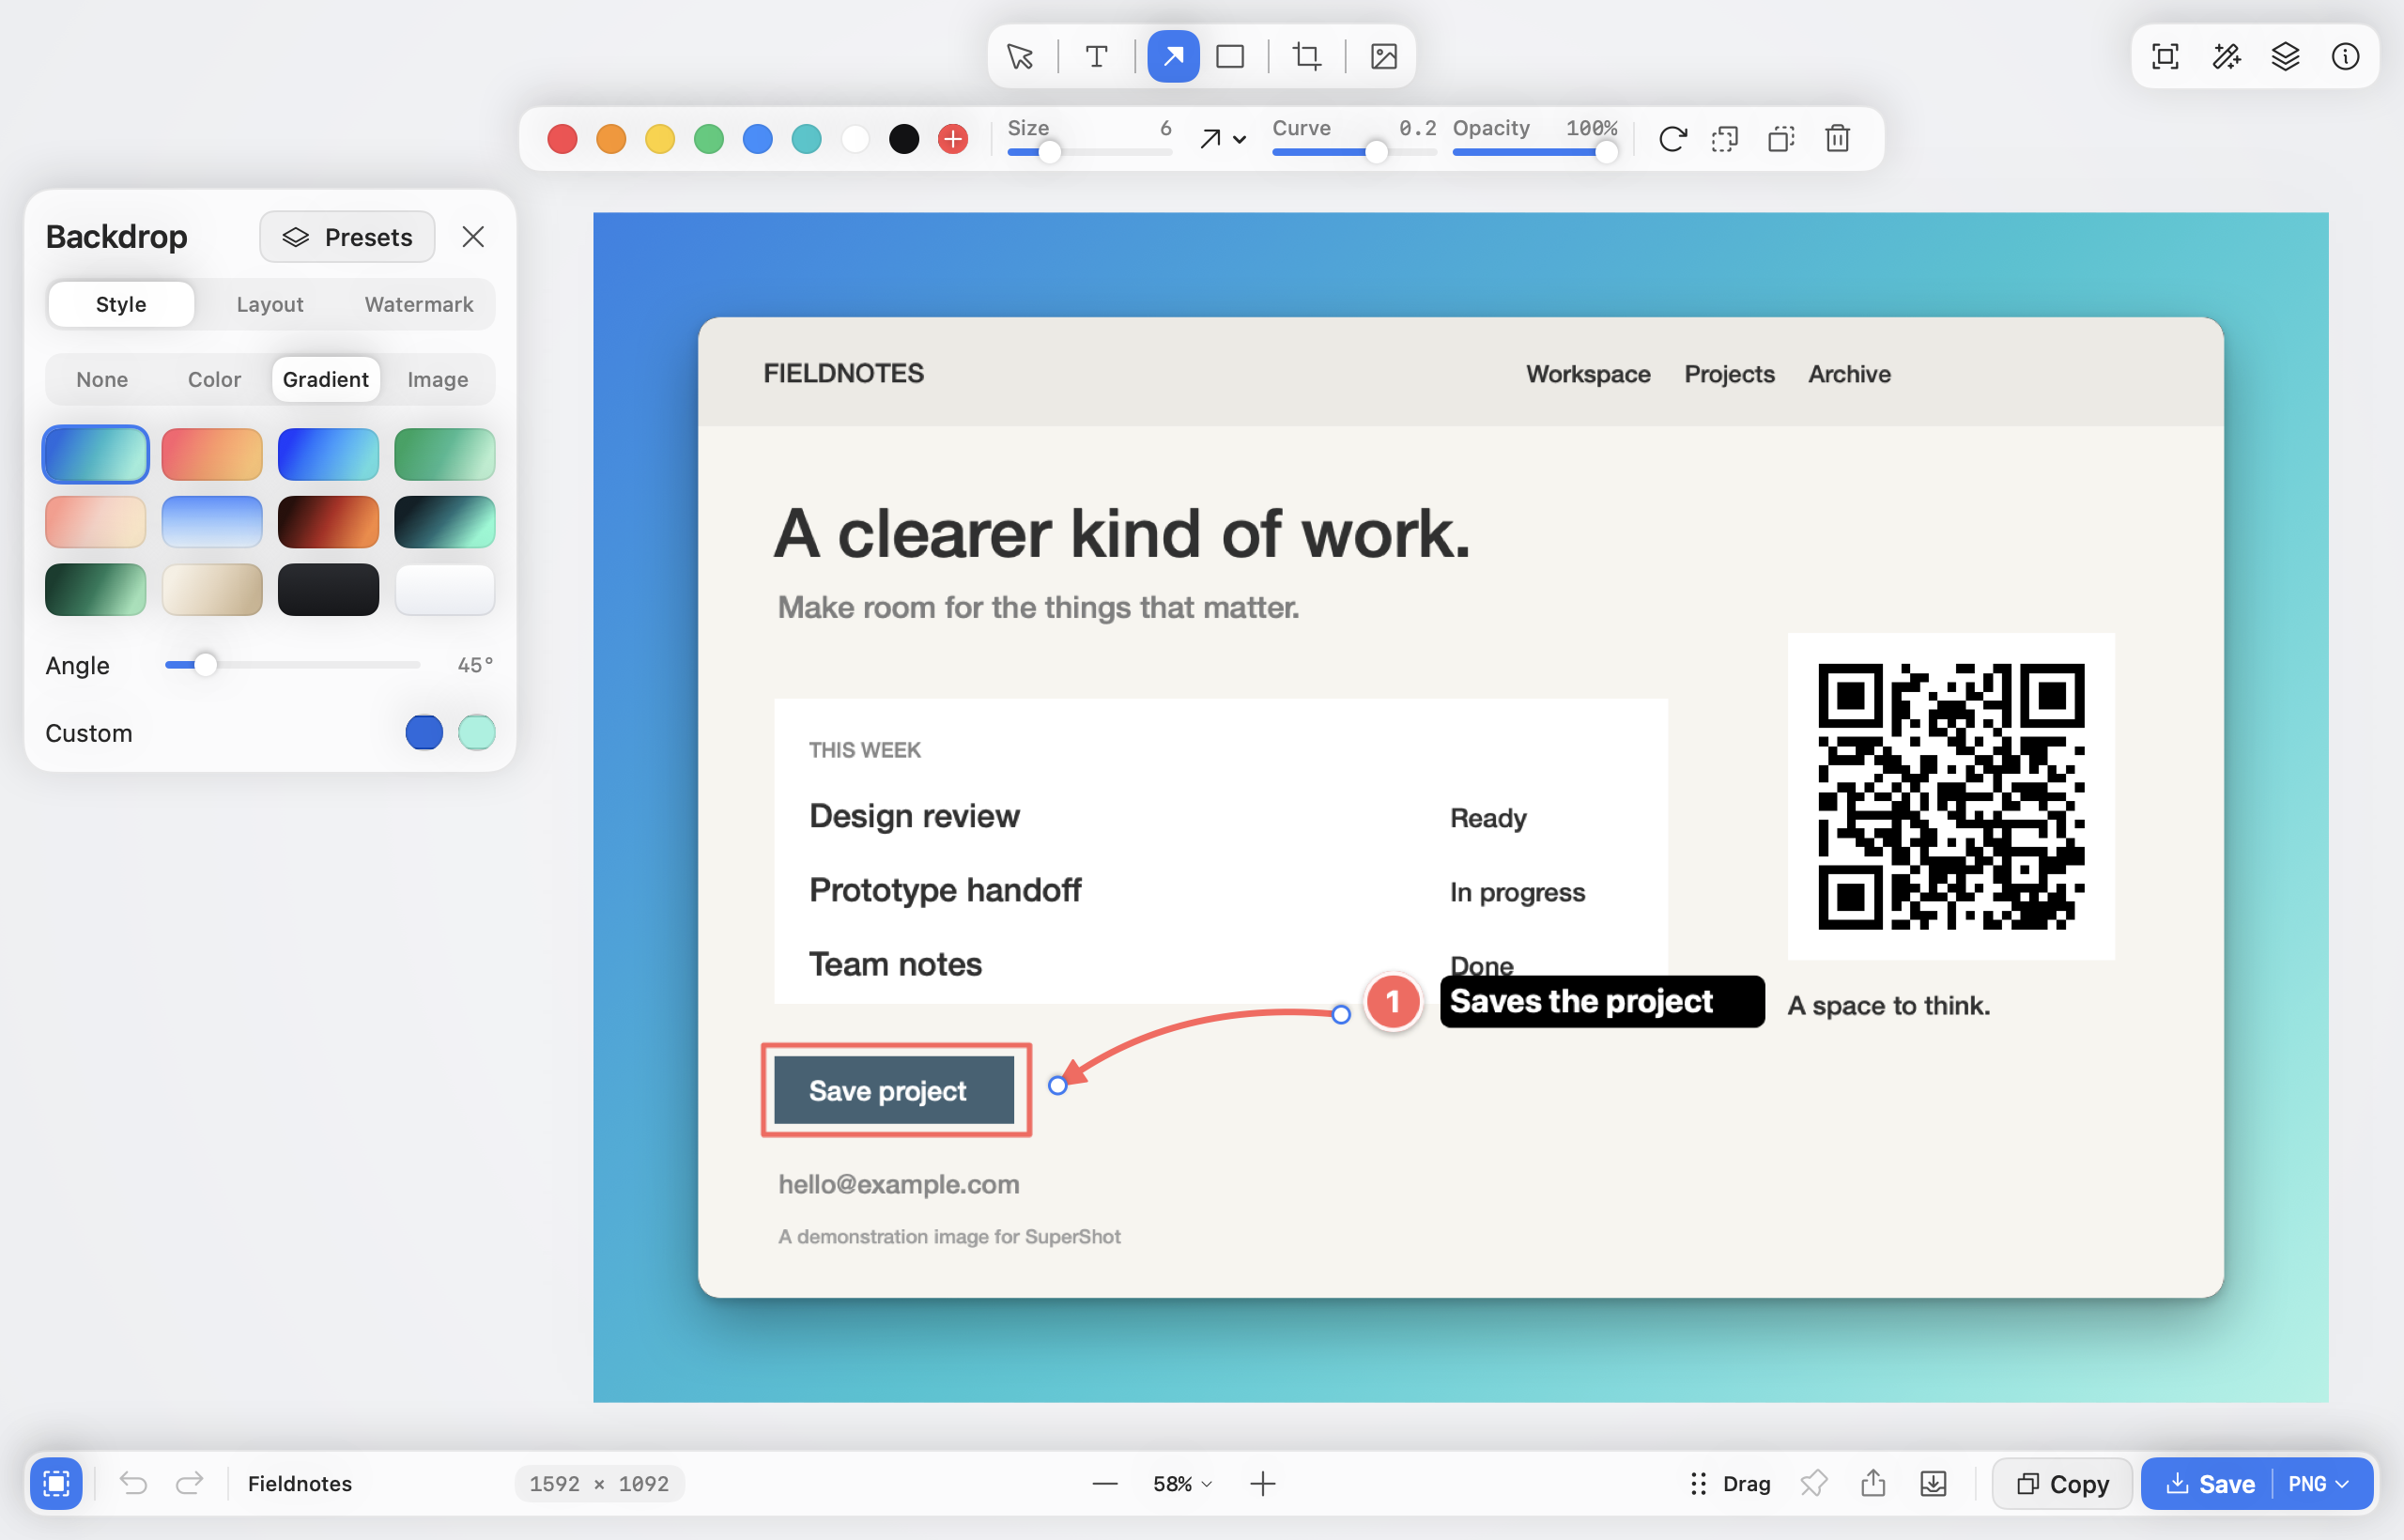 Size 6
Curve 0.2
Opacity 100%
Backdrop
Presets
Style Layout Watermark
None Color Gradient Image
Angle 45°
Custom
FIELDNOTES
Workspace Projects Archive
A clearer kind of work.
Make room for the things that matter.
THIS WEEK
Design review Ready
Prototype handoff In progress
Team notes Done
1 Saves the project
A space to think.
Save project
hello@example.com
A demonstration image for SuperShot
Fieldnotes
1592 × 1092
58%
Drag
Copy
Save PNG